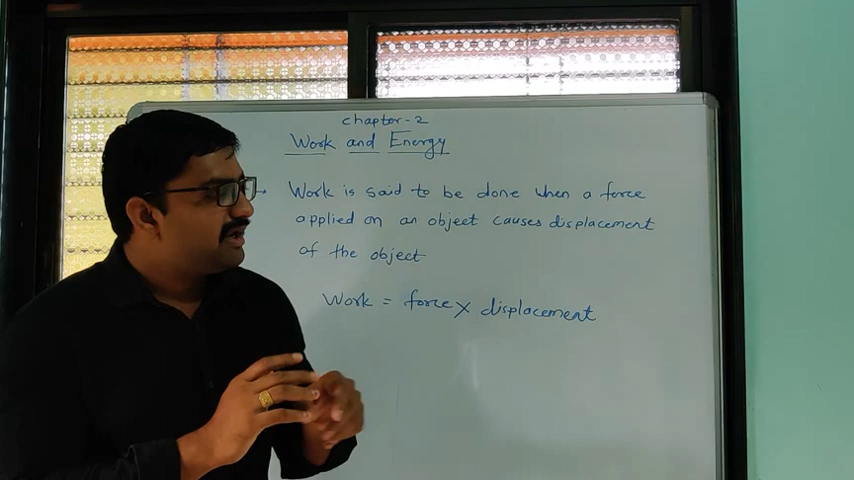 chapter-2
Work and Energy
→ Work is said to be done when a force
applied on an object causes displacement
of the object
Work = force X displacement